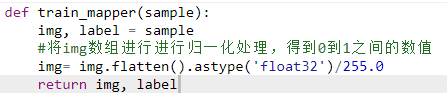 def train_mapper(sample):
    img, label = sample
    #将img数组进行进行归一化处理，得到0到1之间的数值
    img= img.flatten().astype('float32')/255.0
    return img, label